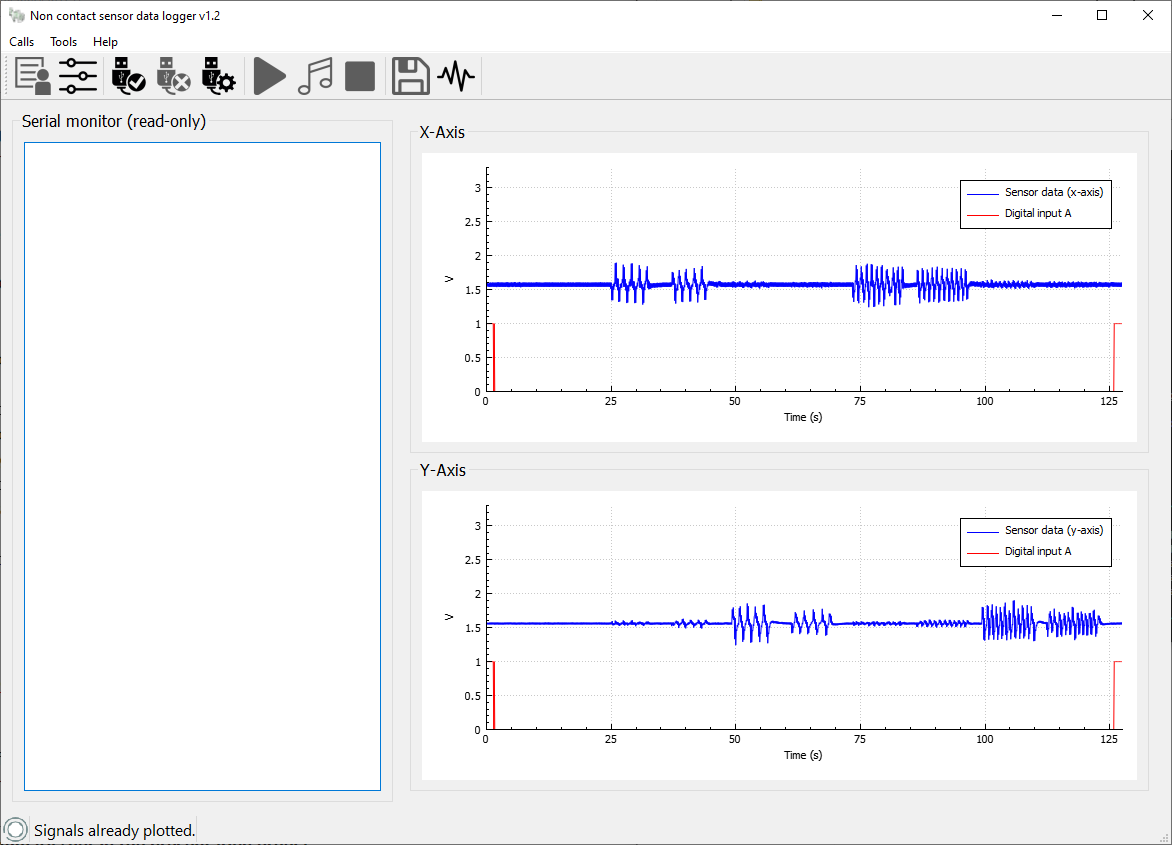 Non contact sensor data logger v1.2
Calls Tools Help
Serial monitor (read-only)
X-Axis
3
2.5
2
1.5
1
0.5
0
V
Sensor data (x-axis)
Digital input A
0 25 50 75 100 125
Time (s)
Y-Axis
3
2.5
2
1.5
1
0.5
0
V
Sensor data (y-axis)
Digital input A
0 25 50 75 100 125
Time (s)
Signals already plotted.